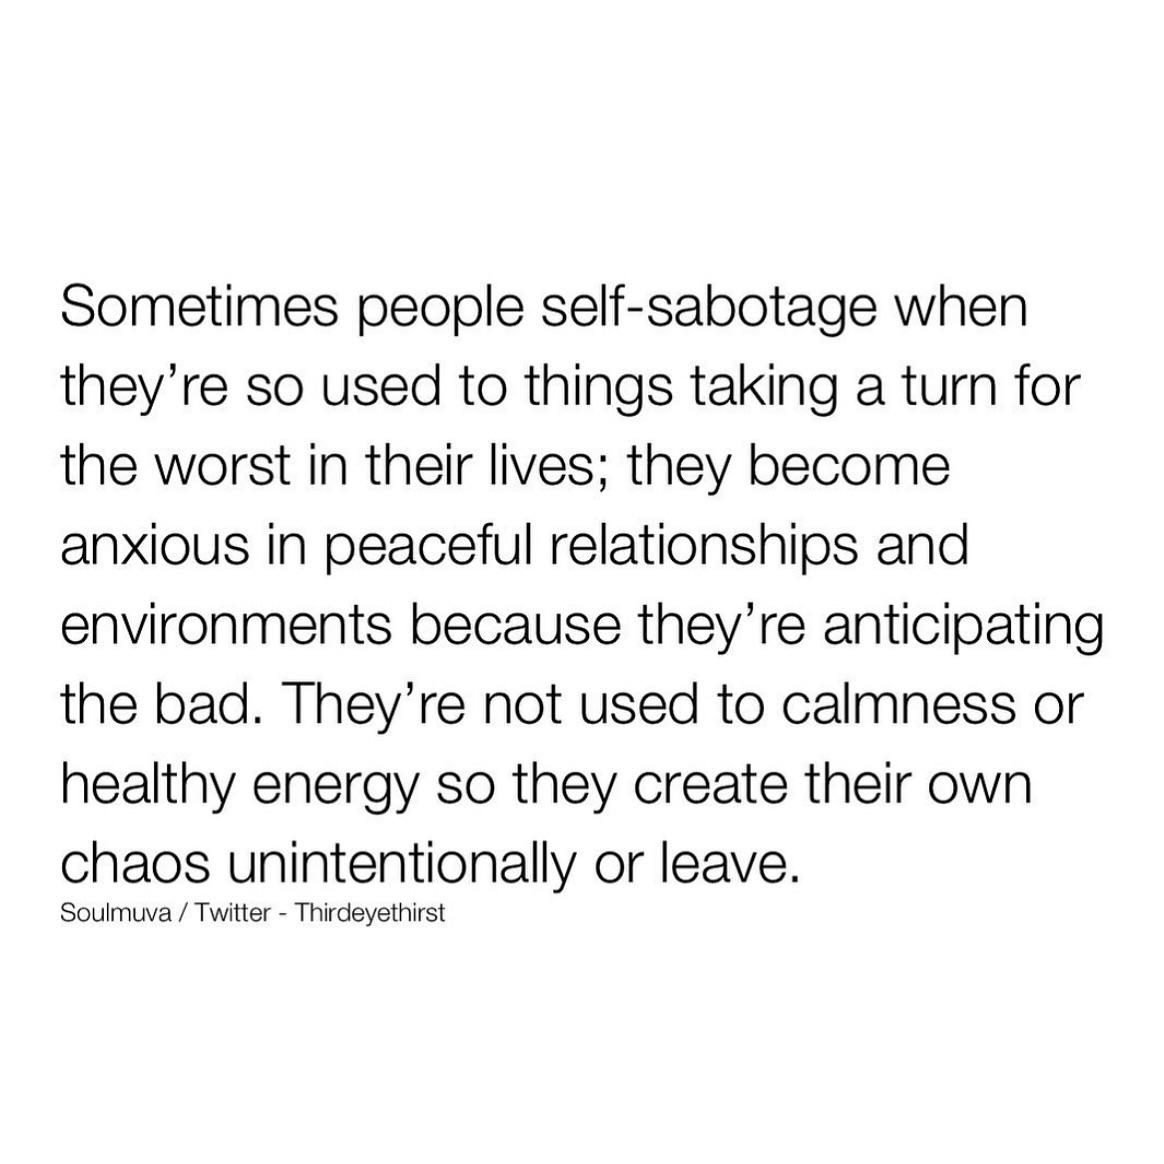 Sometimes people self-sabotage when
they’re so used to things taking a turn for
the worst in their lives; they become
anxious in peaceful relationships and
environments because they’re anticipating
the bad. They’re not used to calmness or
healthy energy so they create their own
chaos unintentionally or leave.
Soulmuva / Twitter - Thirdeyethirst